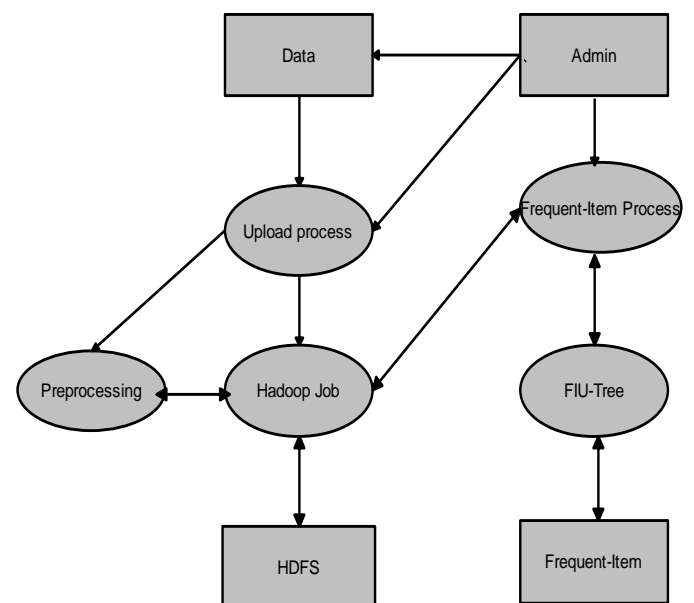 Data
Admin
Upload process
Frequent-Item Process
Preprocessing
Hadoop Job
FIU-Tree
HDFS
Frequent-Item